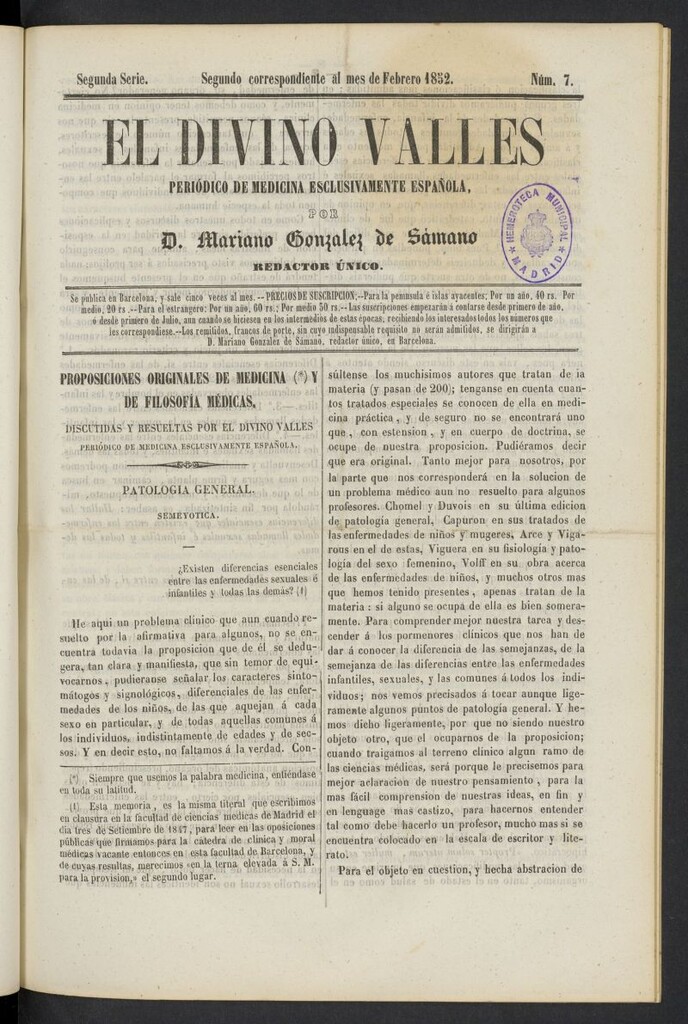 Segunda Serie. Segundo correspondiente al mes de Febrero 1852. Núm. 7.
EL DIVINO VALLES
PERIÓDICO DE MEDICINA ESCLUSIVAMENTE ESPAÑOLA,
POR
D. Mariano Gonzalez de Sámano
REDACTOR ÚNICO.
HEMEROTECA MUNICIPAL
* MADRID *
Se publica en Barcelona, y sale cinco veces al mes.--PRECIOS DE SUSCRIPCION:--Para la península é islas ayacentes; Por un año, 40 rs. Por
medio, 20 rs.--Para el estrangero: Por un año, 60 rs.; Por medio 30 rs.--Las suscripciones empezarán á contarse desde primero de año,
ó desde primero de Julio, aun cuando se hiciesen en los intermedios de estas épocas; recibiendo los interesados todos los números que
les correspondiese.--Los remitidos, francos de porte, sin cuyo indispensable requisito no serán admitidos, se dirigirán a
D. Mariano Gonzalez de Sámano, redactor único, en Barcelona.
PROPOSICIONES ORIGINALES DE MEDICINA (*) Y
DE FILOSOFIA MÉDICAS,
DISCUTIDAS Y RESUELTAS POR EL DIVINO VALLES
PERIÓDICO DE MEDICINA ESCLUSIVAMENTE ESPAÑOLA.
PATOLOGIA GENERAL.
SEMEYOTICA.
¿Existen diferencias esenciales
entre las enfermedades sexuales é
infantiles y todas las demás? (1)
He aqui un problema clínico que aun cuando re-
suelto por la afirmativa para algunos, no se en-
cuentra todavia la proposicion que de él se dedu-
gera, tan clara y manifiesta, que sin temor de equi-
vocarnos, pudieranse señalar los caracteres sinto-
mátogos y signológicos, diferenciales de las enfer-
medades de los niños, de las que aquejan á cada
sexo en particular, y de todas aquellas comunes á
los individuos, indistintamente de edades y de sec-
sos. Y en decir esto, no faltamos á la verdad. Con-
(*) Siempre que usemos la palabra medicina, entiéndase
en toda su latitud.
(1) Esta memoria, es la misma literal que escribimos
en clausura en la facultad de ciencias médicas de Madrid el
dia tres de Setiembre de 1847, para leer en las oposiciones
públicas que firmamos para la cátedra de clínica y moral
médicas vacante entonces en esta facultad de Barcelona, y
de cuyas resultas, merecimos «en la terna elevada á S. M.
para la provision,» el segundo lugar.
súltense los muchísimos autores que tratan de la
materia (y pasan de 200); tenganse en cuenta cuan-
tos tratados especiales se conocen de ella en medi-
cina práctica, y de seguro no se encontrará uno
que, con estension, y en cuerpo de doctrina, se
ocupe de nuestra proposicion. Pudiéramos decir
que era original. Tanto mejor para nosotros, por
la parte que nos corresponderá en la solucion de
un problema médico aun no resuelto para algunos
profesores. Chomel y Duvois en su última edicion
de patología general, Capuron en sus tratados de
las enfermedades de niños y mugeres, Arce y Viga-
rous en el de estas, Viguera en su fisiología y pato-
logía del sexo femenino, Volff en su obra acerca
de las enfermedades de niños, y muchos otros mas
que hemos tenido presentes, apenas tratan de la
materia: si alguno se ocupa de ella es bien somera-
mente. Para comprender mejor nuestra tarea y des-
cender á los pormenores clínicos que nos han de
dar á conocer la diferencia de las semejanzas, de la
semejanza de las diferencias entre las enfermedades
infantiles, sexuales, y las comunes á todos los indi-
viduos; nos vemos precisados á tocar aunque lige-
ramente algunos puntos de patología general. Y he-
mos dicho ligeramente, por que no siendo nuestro
objeto otro, que el ocuparnos de la proposicion;
cuando traigamos al terreno clínico algun ramo de
las ciencias médicas, será porque le precisemos para
mejor aclaracion de nuestro pensamiento, para la
mas fácil comprension de nuestras ideas, en fin y
en lenguage mas castizo, para hacernos entender
tal como debe hacerlo un profesor, mucho mas si se
encuentra colocado en la escala de escritor y lite-
rato.
Para el objeto en cuestion, y hecha abstracion de